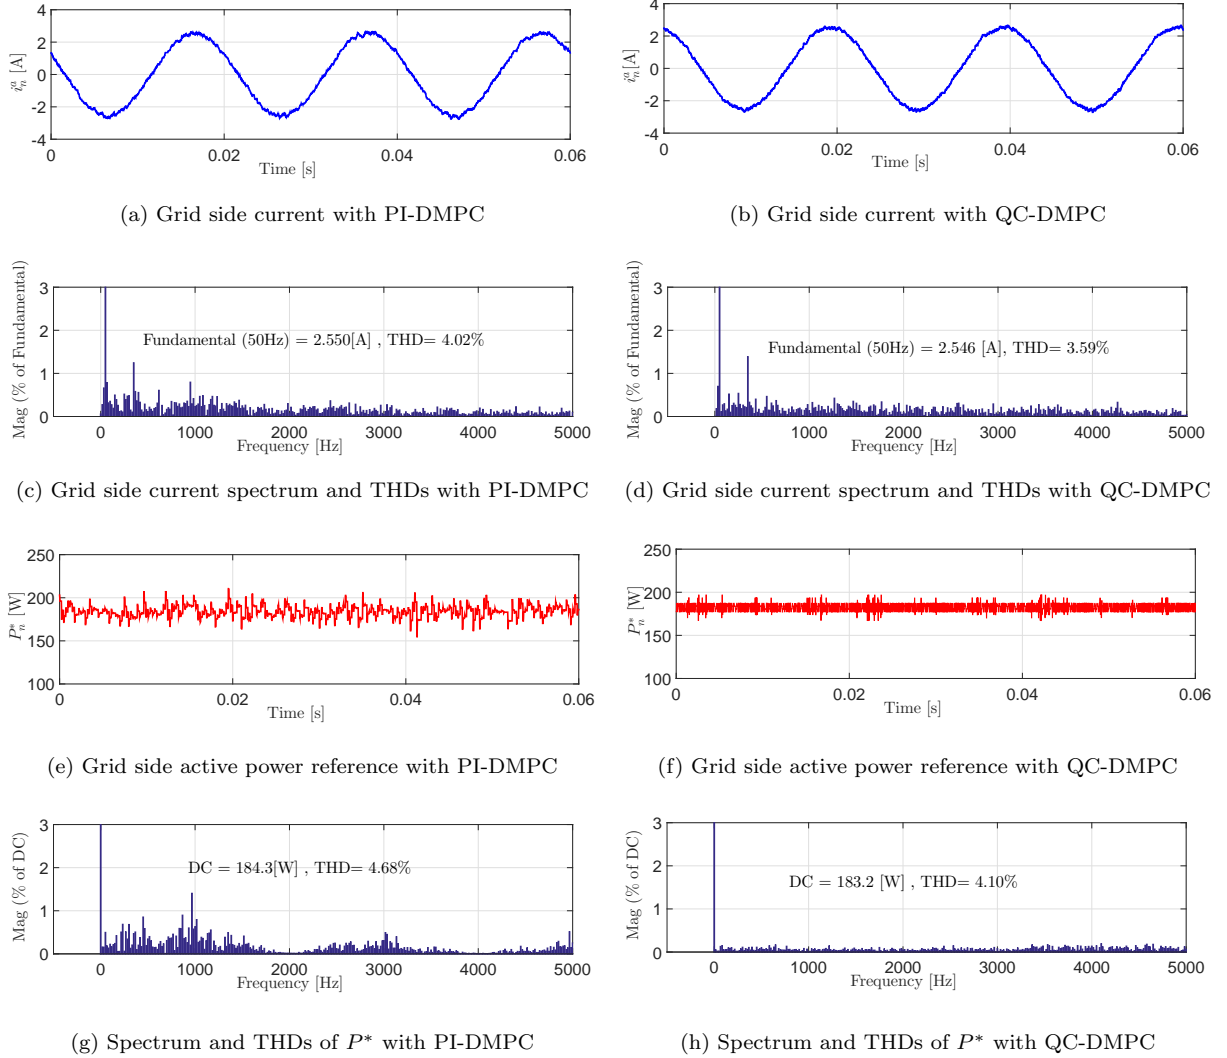 4
2
0
-2
-4
0
0.02
0.04
0.06
i_n^a [A]
Time [s]
(a) Grid side current with PI-DMPC
4
2
0
-2
-4
0
0.02
0.04
0.06
i_n^a[A]
Time [s]
(b) Grid side current with QC-DMPC
3
2
1
0
0
1000
2000
3000
4000
5000
Mag (% of Fundamental)
Fundamental (50Hz) = 2.550[A] , THD= 4.02%
Frequency [Hz]
(c) Grid side current spectrum and THDs with PI-DMPC
3
2
1
0
0
1000
2000
3000
4000
5000
Mag (% of Fundamental)
Fundamental (50Hz) = 2.546 [A], THD= 3.59%
Frequency [Hz]
(d) Grid side current spectrum and THDs with QC-DMPC
250
200
150
100
0
0.02
0.04
0.06
P_n^* [W]
Time [s]
(e) Grid side active power reference with PI-DMPC
250
200
150
100
0
0.02
0.04
0.06
P_n^* [W]
Time [s]
(f) Grid side active power reference with QC-DMPC
3
2
1
0
0
1000
2000
3000
4000
5000
Mag (% of DC)
DC = 184.3[W] , THD= 4.68%
Frequency [Hz]
(g) Spectrum and THDs of P* with PI-DMPC
3
2
1
0
0
1000
2000
3000
4000
5000
Mag (% of DC)
DC = 183.2 [W] , THD= 4.10%
Frequency [Hz]
(h) Spectrum and THDs of P* with QC-DMPC